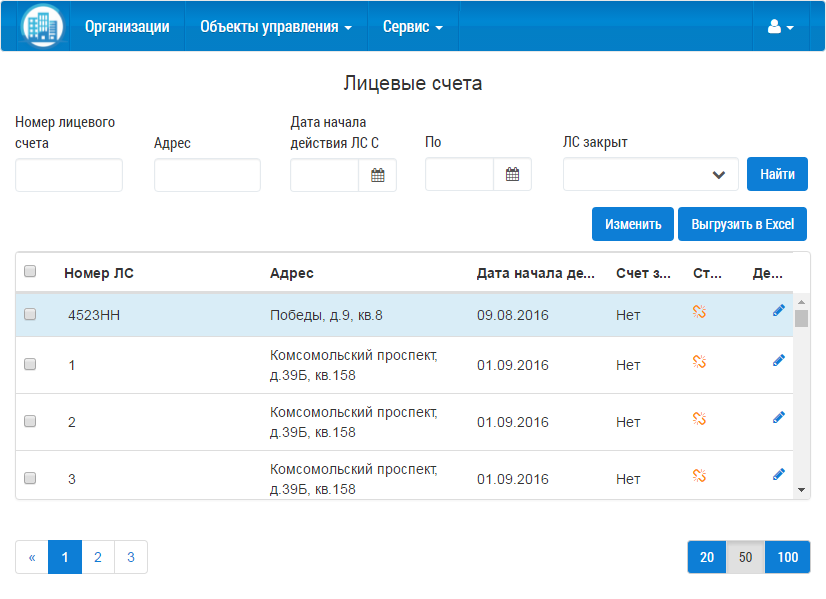 Организации Объекты управления Сервис
Лицевые счета
Номер лицевого
счета
Адрес
Дата начала
действия ЛС С
По
ЛС закрыт
Найти
Изменить Выгрузить в Excel
Номер ЛС Адрес Дата начала де... Счет з... Ст... Де...
4523НН Победы, д.9, кв.8 09.08.2016 Нет
1 Комсомольский проспект, д.39Б, кв.158 01.09.2016 Нет
2 Комсомольский проспект, д.39Б, кв.158 01.09.2016 Нет
3 Комсомольский проспект, д.39Б, кв.158 01.09.2016 Нет
« 1 2 3 20 50 100